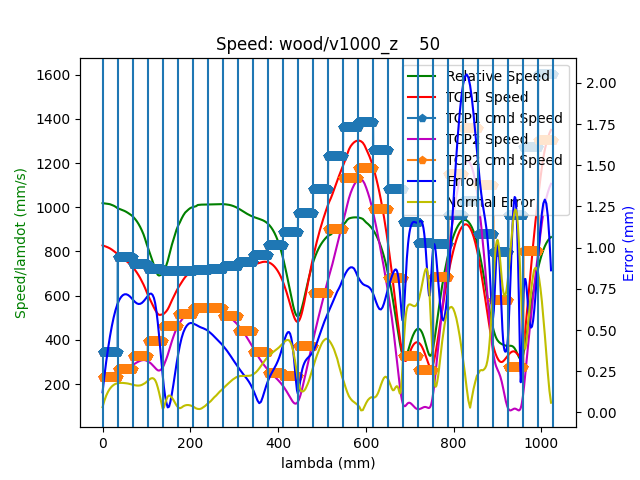 Speed: wood/v1000_z    50
1600
1400
1200
1000
800
600
400
200
Speed/lamdot (mm/s)
0
200
400
600
800
1000
lambda (mm)
2.00
1.75
1.50
1.25
1.00
0.75
0.50
0.25
0.00
Error (mm)
Relative Speed
TCP1 Speed
TCP1 cmd Speed
TCP2 Speed
TCP2 cmd Speed
Error
Normal Error